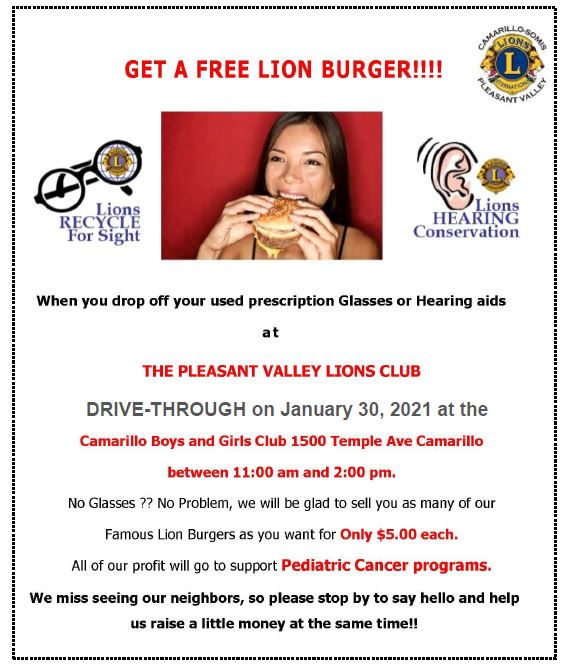 GET A FREE LION BURGER!!!!
CAMARILLO-SOMIS
LIONS
L
INTERNATIONAL
PLEASANT VALLEY
Lions
RECYCLE
For Sight
Lions
HEARING
Conservation
When you drop off your used prescription Glasses or Hearing aids
at
THE PLEASANT VALLEY LIONS CLUB
DRIVE-THROUGH on January 30, 2021 at the
Camarillo Boys and Girls Club 1500 Temple Ave Camarillo
between 11:00 am and 2:00 pm.
No Glasses ?? No Problem, we will be glad to sell you as many of our
Famous Lion Burgers as you want for Only $5.00 each.
All of our profit will go to support Pediatric Cancer programs.
We miss seeing our neighbors, so please stop by to say hello and help
us raise a little money at the same time!!